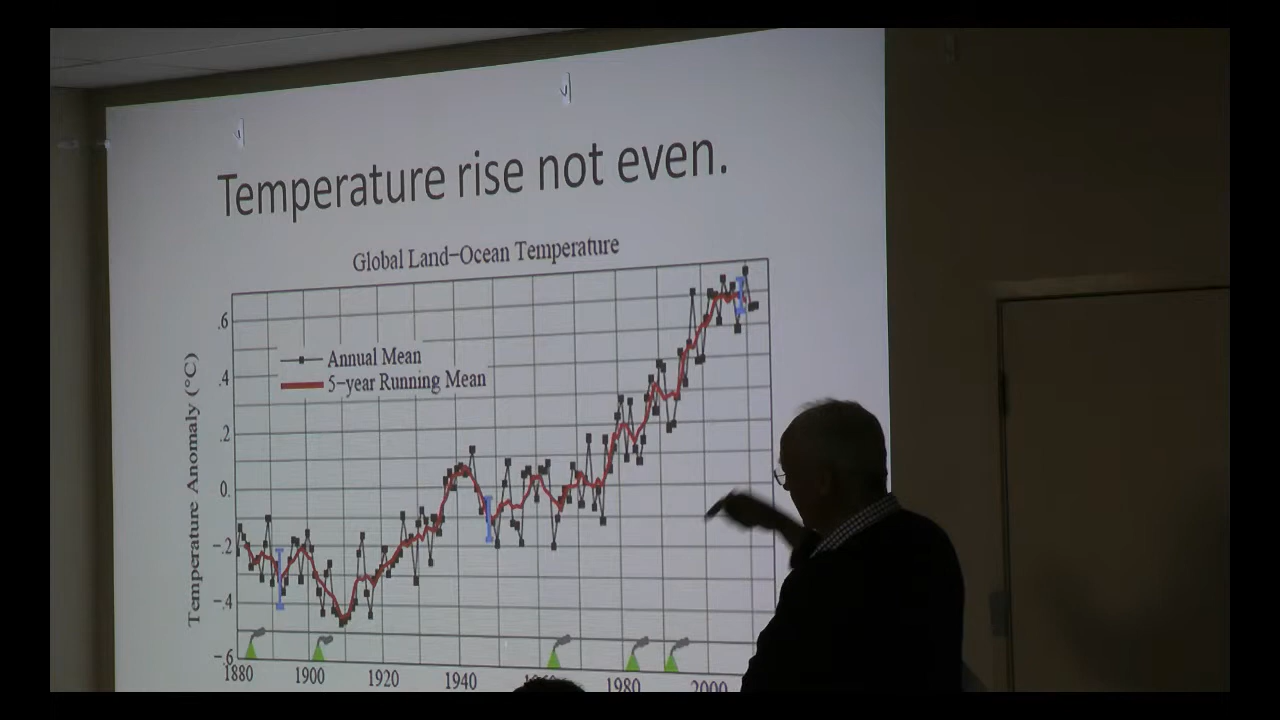 Temperature rise not even.
Global Land-Ocean Temperature
Annual Mean
5-year Running Mean
Temperature Anomaly (°C)
.6
.4
.2
0.
-.2
-.4
-.6
1880 1900 1920 1940 1980 2000